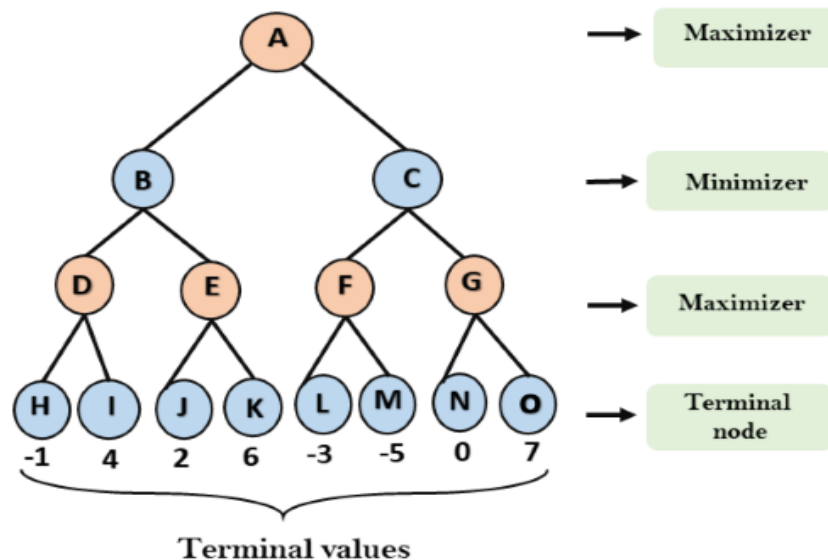 A
Maximizer
B
C
Minimizer
D
E
F
G
Maximizer
H
I
J
K
L
M
N
O
Terminal
node
-1
4
2
6
-3
-5
0
7
Terminal values